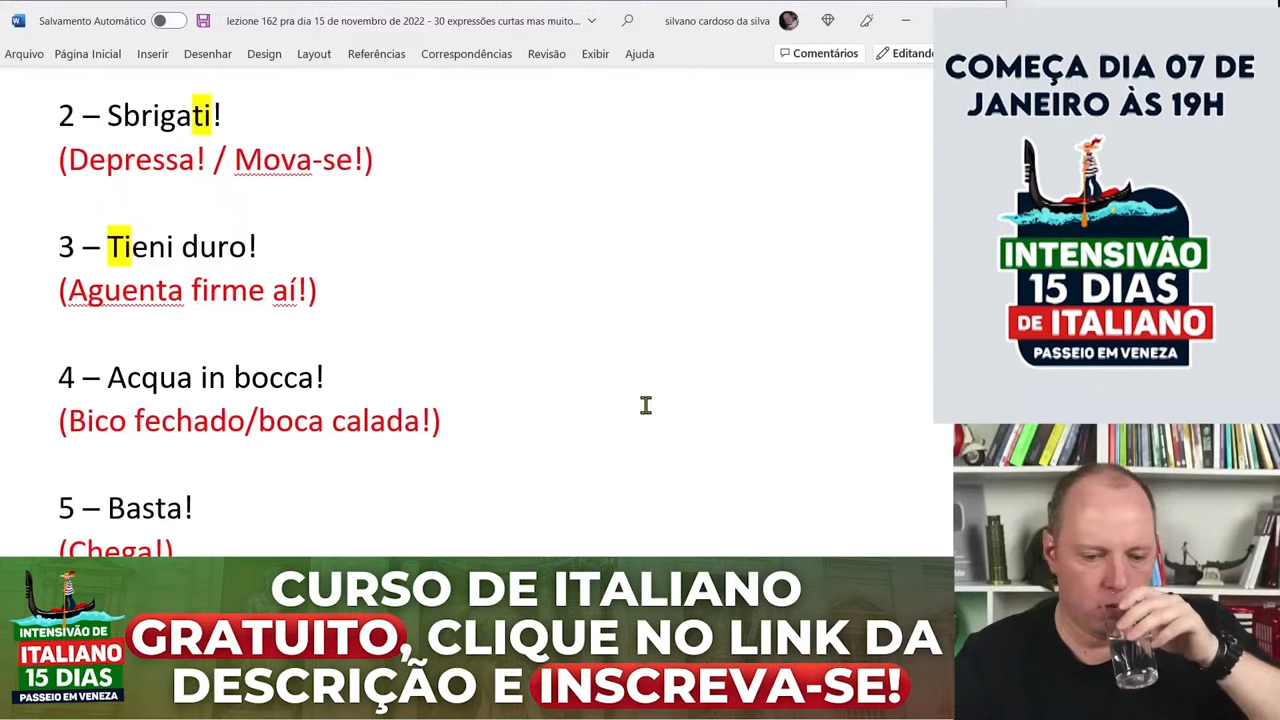 Salvamento Automático
lezione 162 pra dia 15 de novembro de 2022 - 30 expressões curtas mas muito...
silvano cardoso da silva
Arquivo Página Inicial Inserir Desenhar Design Layout Referências Correspondências Revisão Exibir Ajuda
Comentários
Editando
2 – Sbrigati!
(Depressa! / Mova-se!)
3 – Tieni duro!
(Aguenta firme aí!)
4 – Acqua in bocca!
(Bico fechado/boca calada!)
5 – Basta!
(Chega!)
COMEÇA DIA 07 DE
JANEIRO ÀS 19H
INTENSIVÃO
15 DIAS
DE ITALIANO
PASSEIO EM VENEZA
INTENSIVÃO DE
ITALIANO
15 DIAS
PASSEIO EM VENEZA
CURSO DE ITALIANO
GRATUITO, CLIQUE NO LINK DA
DESCRIÇÃO E INSCREVA-SE!